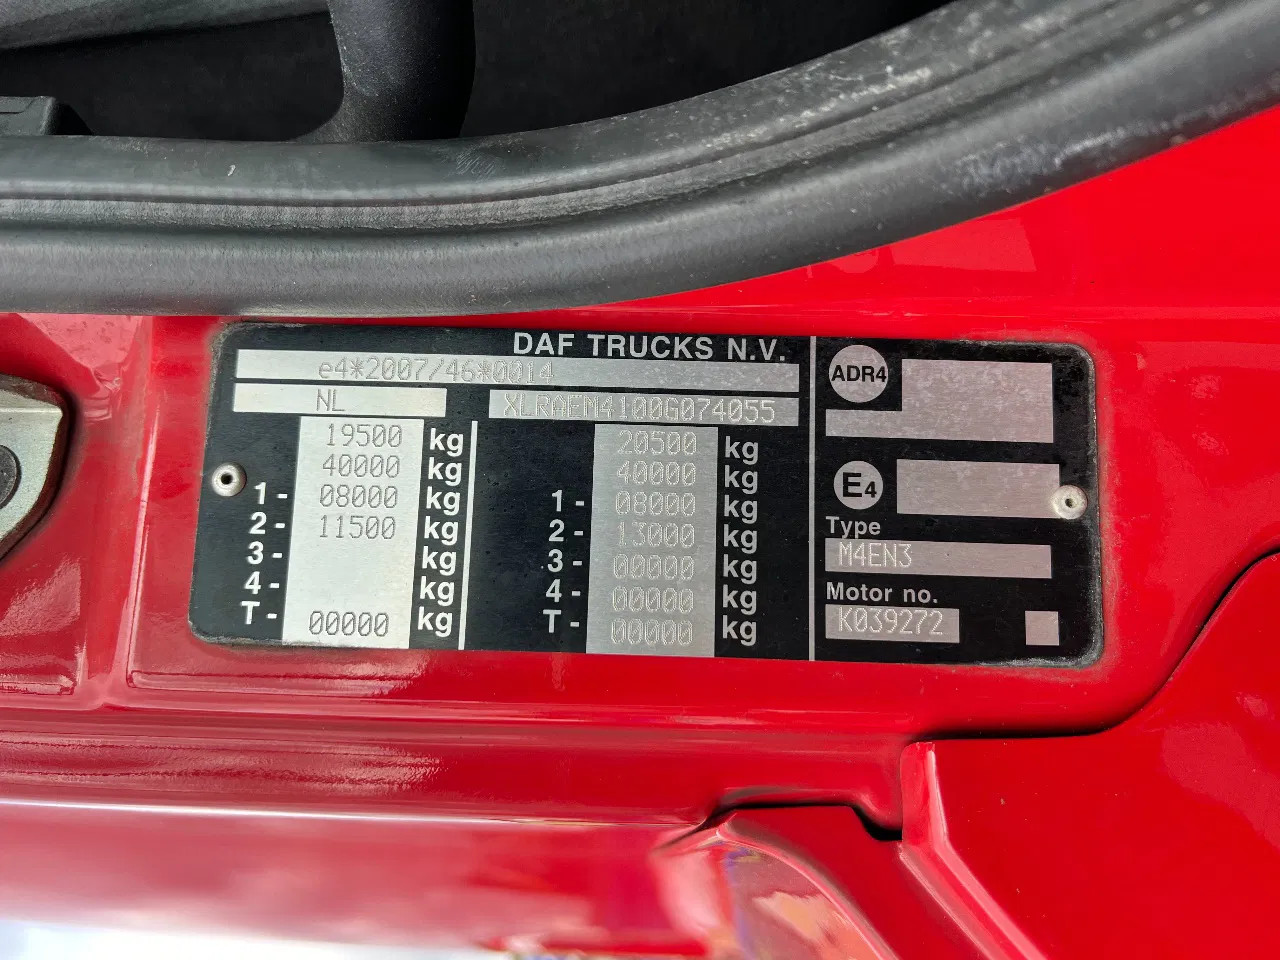 DAF TRUCKS N.V.
e4*2007/46*0014
NL XLRAEM4100G074055
19500 kg 20500 kg
40000 kg 40000 kg
1- 08000 kg 1- 08000 kg
2- 11500 kg 2- 13000 kg
3- kg 3- 00000 kg
4- kg 4- 00000 kg
T- 00000 kg T- 00000 kg
ADR4
E4
Type
M4EN3
Motor no.
K039272